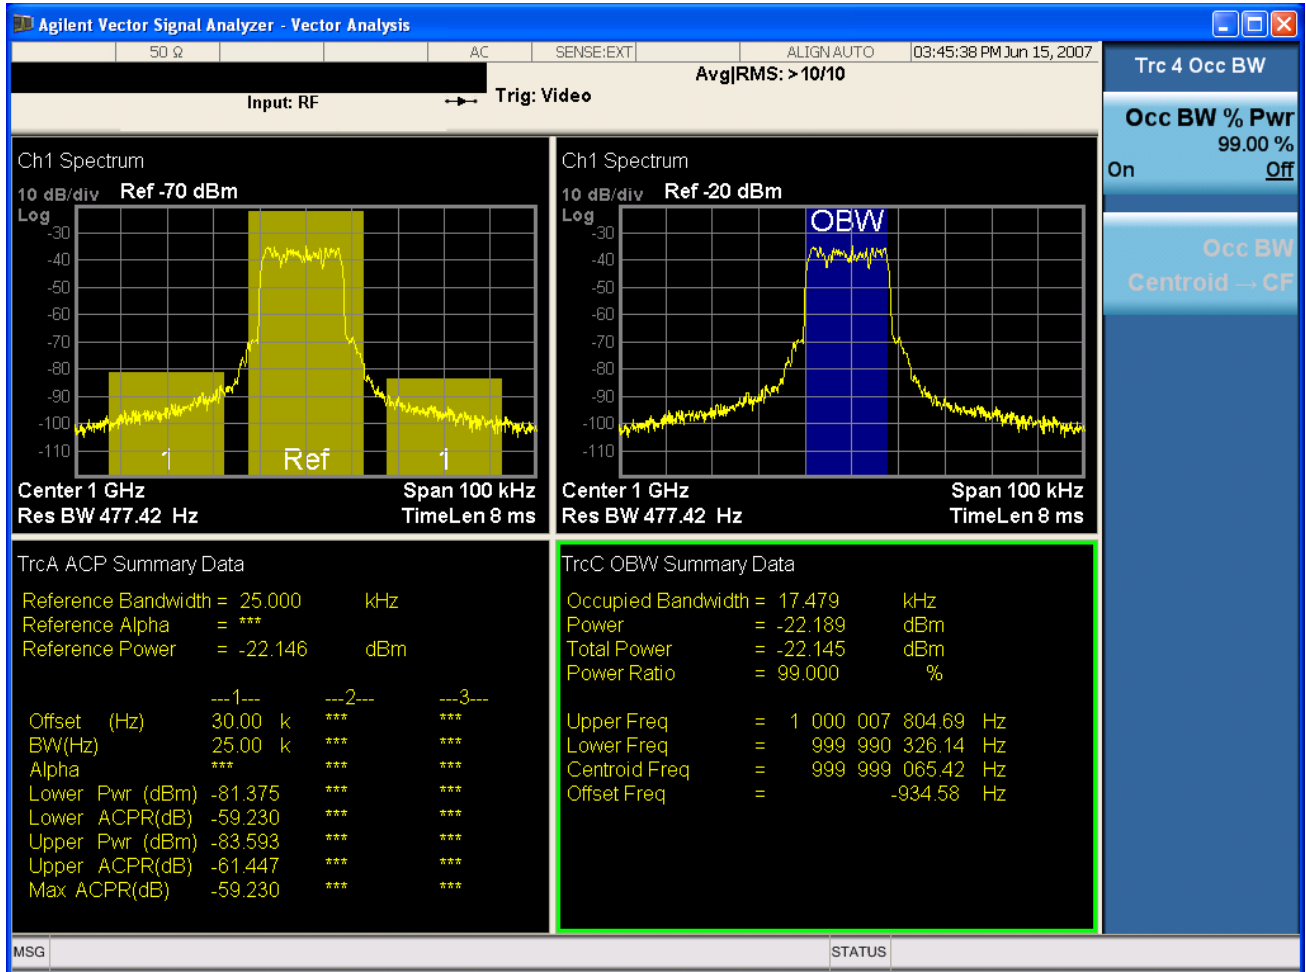 Agilent Vector Signal Analyzer - Vector Analysis
50 Ω AC SENSE:EXT ALIGN AUTO 03:45:38 PM Jun 15, 2007
Avg|RMS: >10/10
Input: RF Trig: Video
Trc 4 Occ BW
Occ BW % Pwr
99.00 %
On Off
Occ BW
Centroid → CF
Ch1 Spectrum
10 dB/div Ref -70 dBm
Log
-30
-40
-50
-60
-70
-80
-90
-100
-110
1 Ref 1
Center 1 GHz Span 100 kHz
Res BW 477.42 Hz TimeLen 8 ms
Ch1 Spectrum
10 dB/div Ref -20 dBm
Log
OBW
-30
-40
-50
-60
-70
-80
-90
-100
-110
Center 1 GHz Span 100 kHz
Res BW 477.42 Hz TimeLen 8 ms
TrcA ACP Summary Data
Reference Bandwidth = 25.000 kHz
Reference Alpha = ***
Reference Power = -22.146 dBm
---1--- ---2--- ---3---
Offset (Hz) 30.00 k *** ***
BW(Hz) 25.00 k *** ***
Alpha *** *** ***
Lower Pwr (dBm) -81.375 *** ***
Lower ACPR(dB) -59.230 *** ***
Upper Pwr (dBm) -83.593 *** ***
Upper ACPR(dB) -61.447 *** ***
Max ACPR(dB) -59.230 *** ***
TrcC OBW Summary Data
Occupied Bandwidth = 17.479 kHz
Power = -22.189 dBm
Total Power = -22.145 dBm
Power Ratio = 99.000 %
Upper Freq = 1 000 007 804.69 Hz
Lower Freq = 999 990 326.14 Hz
Centroid Freq = 999 999 065.42 Hz
Offset Freq = -934.58 Hz
MSG STATUS